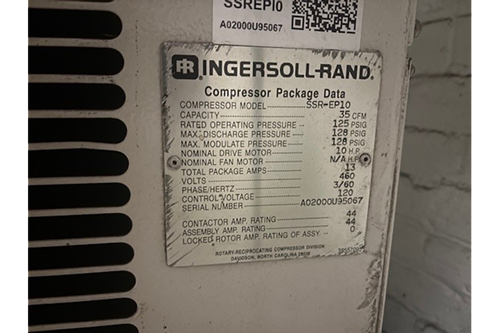 SSREPI0
A02000U95067
IR INGERSOLL-RAND®
Compressor Package Data
COMPRESSOR MODEL SSR-EP10
CAPACITY 35 CFM
RATED OPERATING PRESSURE 125 PSIG
MAX. DISCHARGE PRESSURE 128 PSIG
MAX. MODULATE PRESSURE 128 PSIG
NOMINAL DRIVE MOTOR 10 H.P.
NOMINAL FAN MOTOR N/A H.P.
TOTAL PACKAGE AMPS 13
VOLTS 460
PHASE/HERTZ 3/60
CONTROL VOLTAGE 120
SERIAL NUMBER A02000U95067
CONTACTOR AMP. RATING 44
ASSEMBLY AMP. RATING 44
LOCKED ROTOR AMP. RATING OF ASSY. 0
ROTARY-RECIPROCATING COMPRESSOR DIVISION
DAVIDSON, NORTH CAROLINA 28036